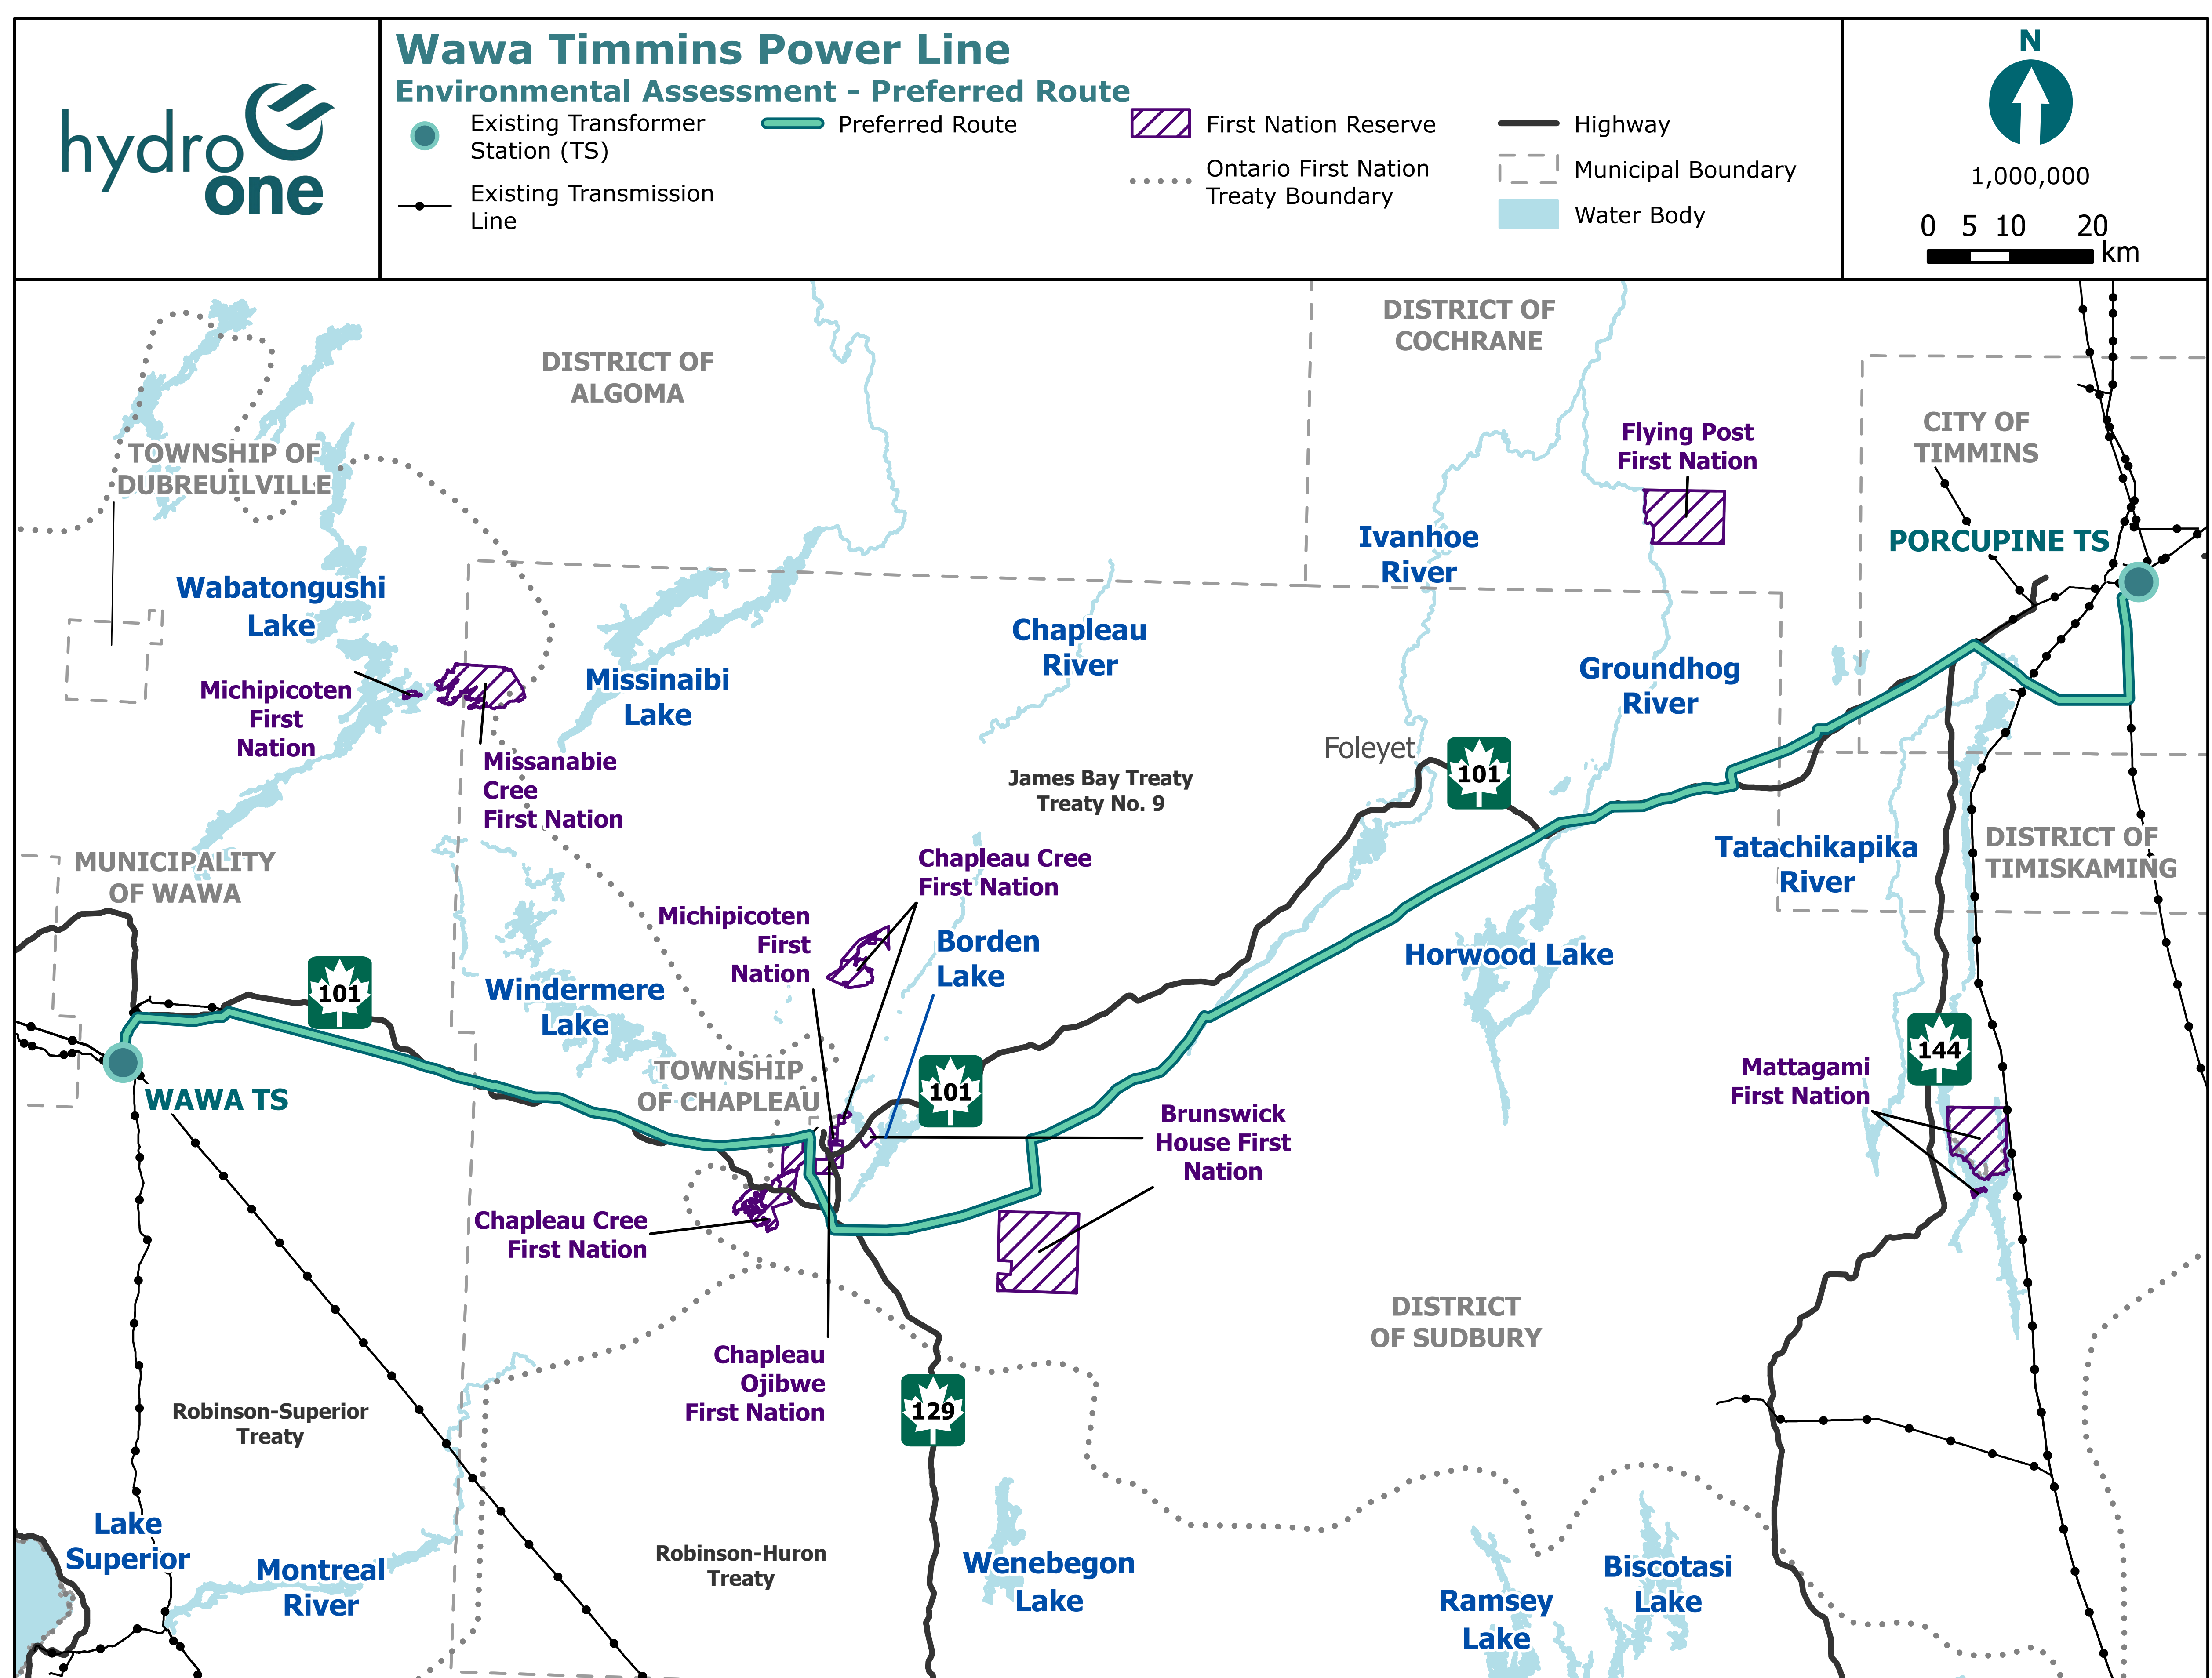 hydro
one
Wawa Timmins Power Line
Environmental Assessment - Preferred Route
Existing Transformer
Station (TS)
Existing Transmission
Line
Preferred Route
First Nation Reserve
Ontario First Nation
Treaty Boundary
Highway
Municipal Boundary
Water Body
N
1,000,000
0 5 10 20
km
DISTRICT OF
COCHRANE
DISTRICT OF
ALGOMA
CITY OF
TIMMINS
Flying Post
First Nation
TOWNSHIP OF
DUBREUILVILLE
Ivanhoe
River
PORCUPINE TS
Wabatongushi
Lake
Chapleau
River
Groundhog
River
Missinaibi
Lake
Michipicoten
First
Nation
Missanabie
Cree
First Nation
Foleyet
101
James Bay Treaty
Treaty No. 9
Tatachikapika
River
DISTRICT OF
TIMISKAMING
MUNICIPALITY
OF WAWA
Chapleau Cree
First Nation
Michipicoten
First
Nation
Borden
Lake
Horwood Lake
101
Windermere
Lake
TOWNSHIP
OF CHAPLEAU
101
144
Mattagami
First Nation
WAWA TS
Brunswick
House First
Nation
Chapleau Cree
First Nation
DISTRICT
OF SUDBURY
Chapleau
Ojibwe
First Nation
129
Robinson-Superior
Treaty
Lake
Superior
Montreal
River
Robinson-Huron
Treaty
Wenebegon
Lake
Ramsey
Lake
Biscotasi
Lake